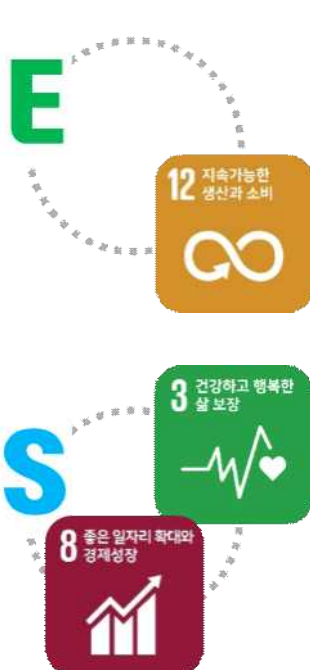 E
12 지속가능한
생산과 소비
3 건강하고 행복한
삶 보장
S
8 좋은 일자리 확대와
경제성장